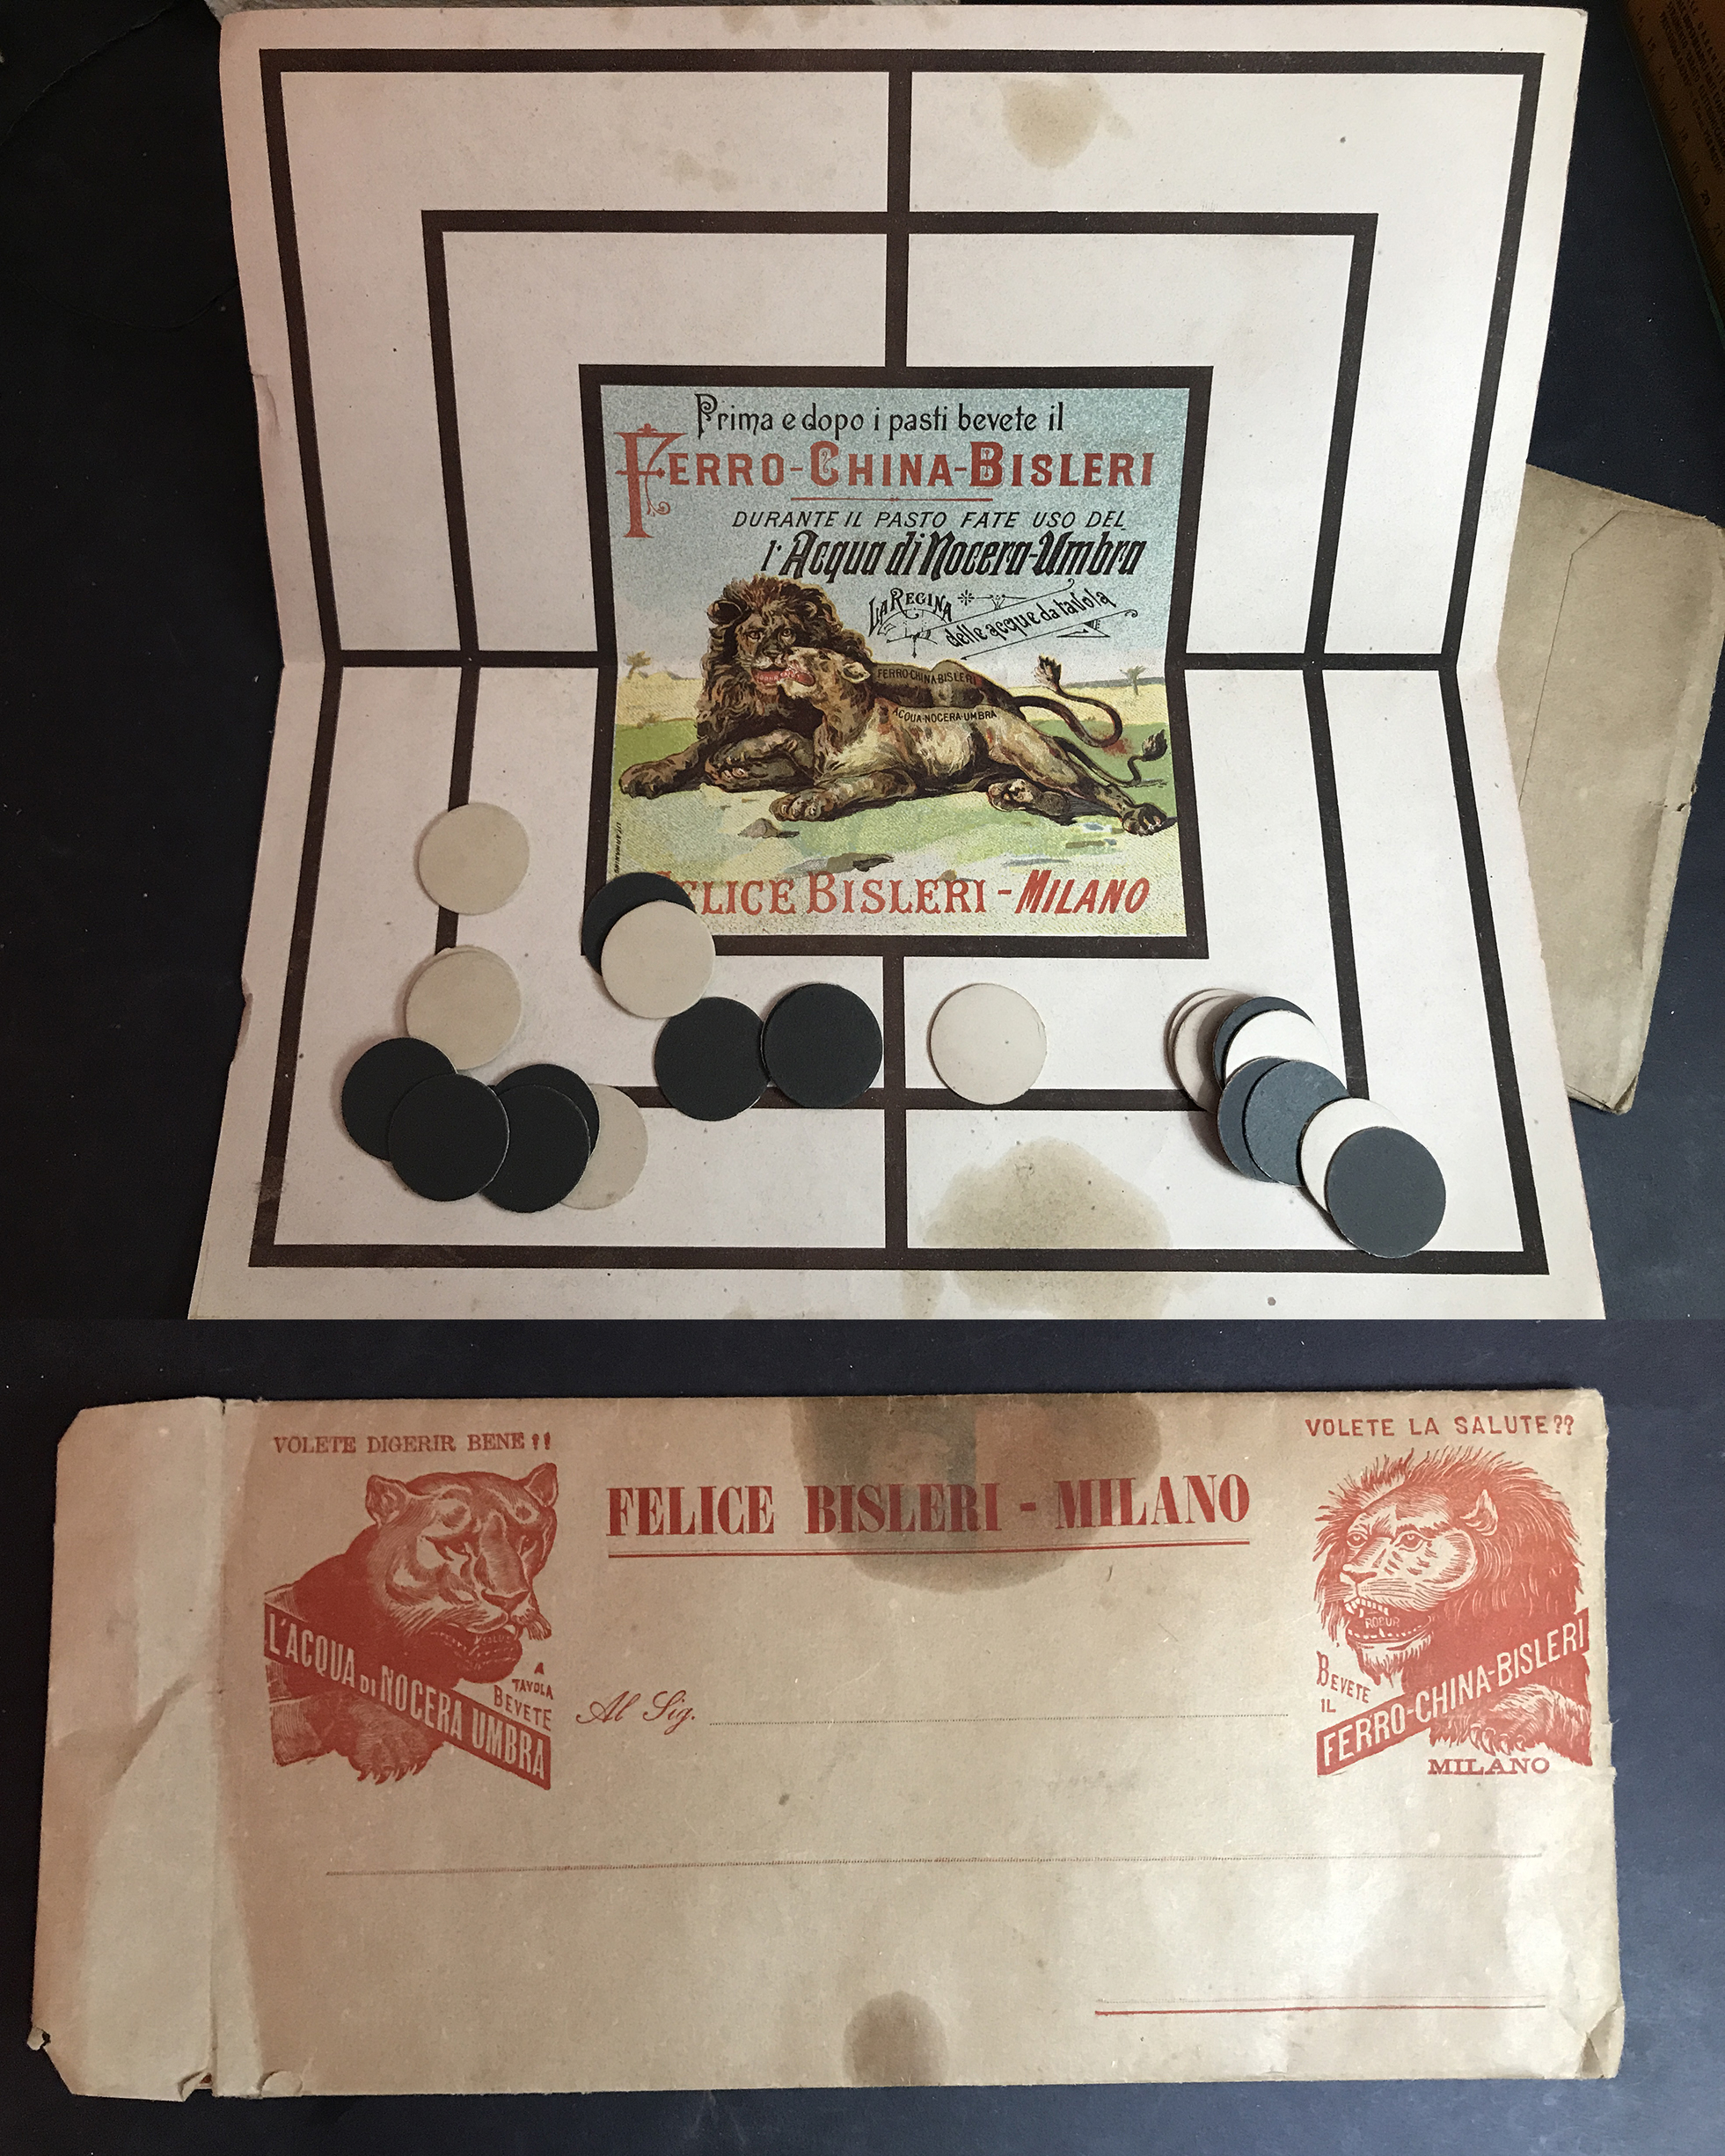 Prima e dopo i pasti bevete il
FERRO-CHINA-BISLERI
DURANTE IL PASTO FATE USO DEL
l'Acqua di Nocera-Umbra
LA REGINA
delle acque da tavola
FERRO-CHINA-BISLERI
ACQUA-NOCERA-UMBRA
ELICE BISLERI - MILANO
VOLETE DIGERIR BENE !!
VOLETE LA SALUTE ??
FELICE BISLERI - MILANO
ROBUR
L'ACQUA DI NOCERA UMBRA
A
TAVOLA
BEVETE
Al Sig.
BEVETE
IL
FERRO-CHINA-BISLERI
MILANO